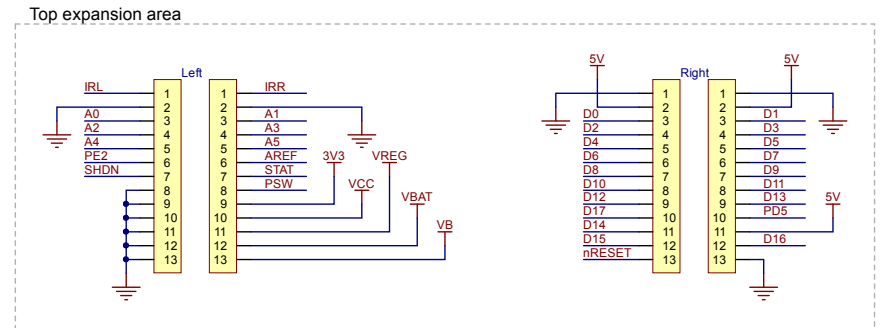 Top expansion area
Left
IRL 1 1 IRR
2 2
A0 3 3 A1
A2 4 4 A3
A4 5 5 A5
PE2 6 6 AREF 3V3 VREG
SHDN 7 7 STAT
8 8 PSW VCC
9 9 VBAT
10 10
11 11 VB
12 12
13 13
5V 5V
Right
1 1
2 2
D0 3 3 D1
D2 4 4 D3
D4 5 5 D5
D6 6 6 D7
D8 7 7 D9
D10 8 8 D11
D12 9 9 D13 5V
D17 10 10 PD5
D14 11 11
D15 12 12 D16
nRESET 13 13